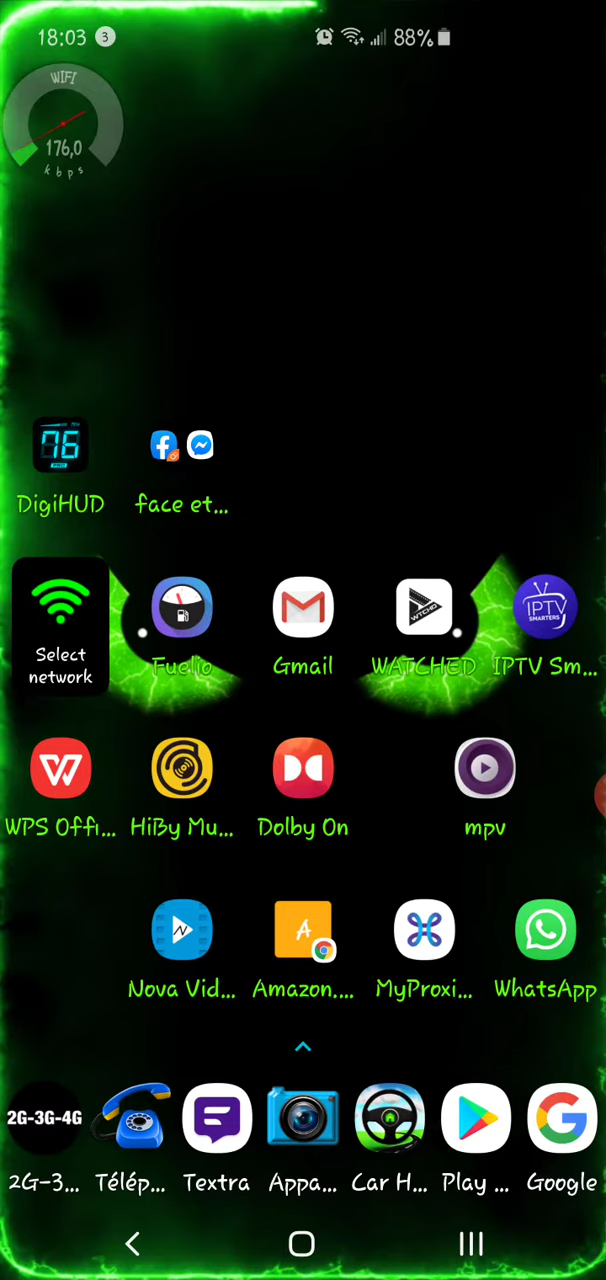 18:03 3 88%
WIFI
176,0
kbps
76
DigiHUD
face et...
Select
network
Fuelio
Gmail
WTCHD
WATCHED
IPTV
SMARTERS
IPTV Sm...
WPS Offi...
HiBy Mu...
Dolby On
mpv
N
A
Nova Vid...
Amazon....
MyProxi...
WhatsApp
2G-3G-4G
2G-3...
Télép...
Textra
Appa...
Car H...
Play ...
Google